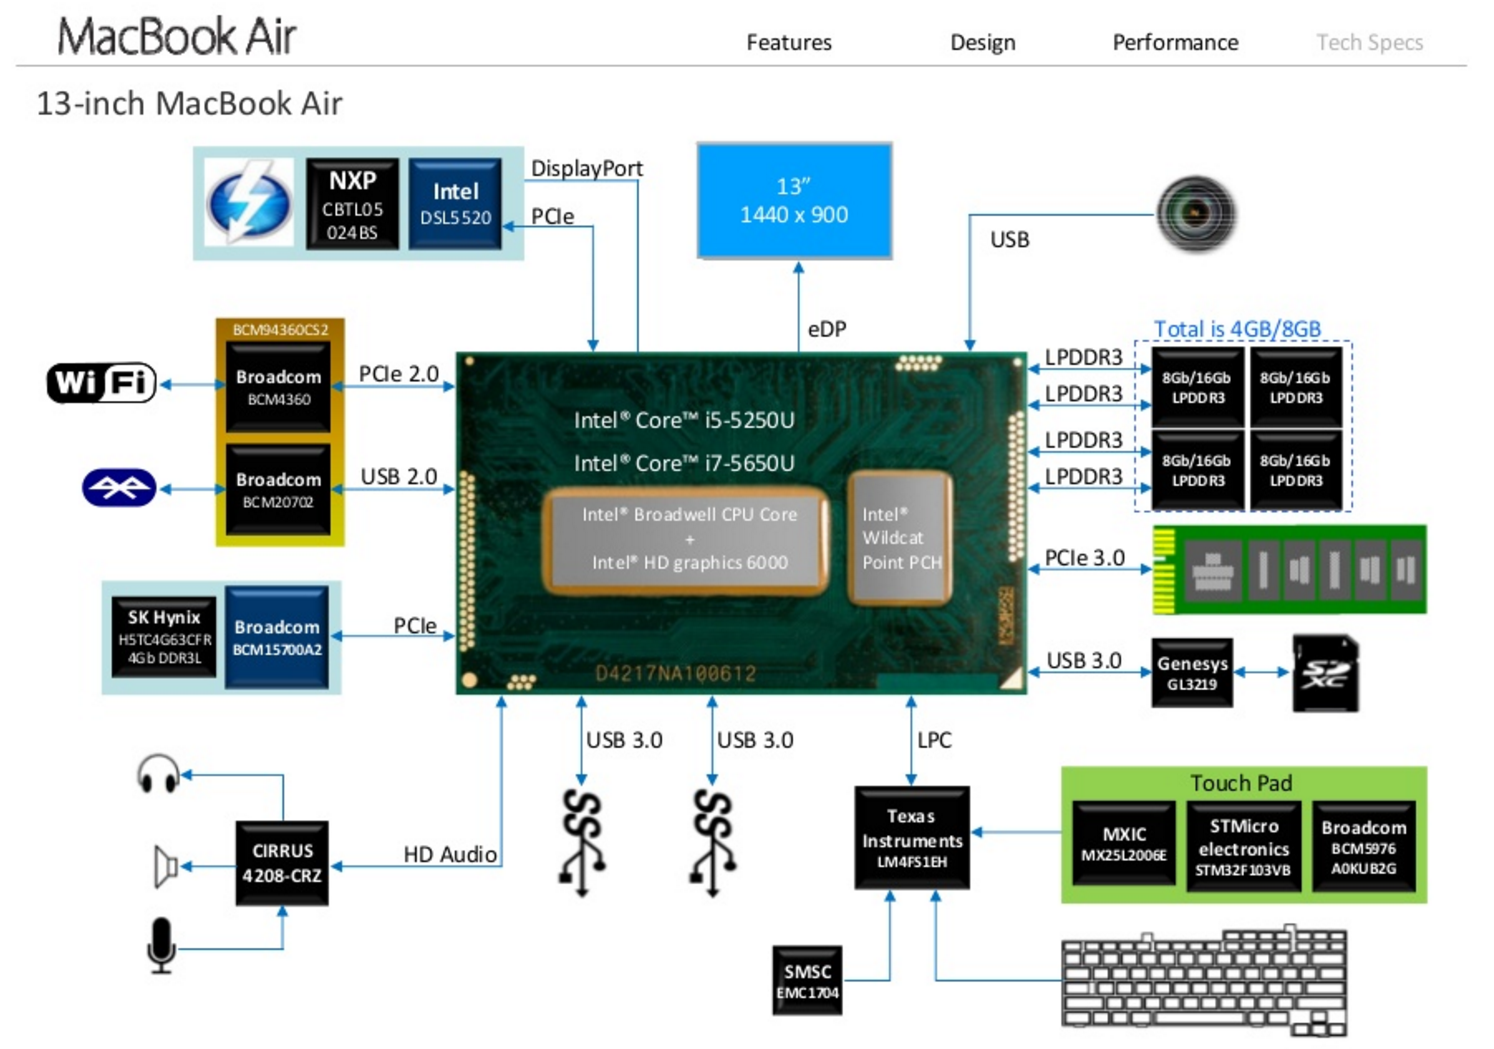 MacBook Air
Features
Design
Performance
Tech Specs
13-inch MacBook Air
NXP
CBTL05
024BS
Intel
DSL5520
DisplayPort
PCIe
13”
1440 x 900
eDP
USB
BCM94360CS2
Wi Fi
Broadcom
BCM4360
PCIe 2.0
Broadcom
BCM20702
USB 2.0
Intel® Core™ i5-5250U
Intel® Core™ i7-5650U
Intel® Broadwell CPU Core
+
Intel® HD graphics 6000
Intel®
Wildcat
Point PCH
D4217NA100612
Total is 4GB/8GB
LPDDR3
LPDDR3
LPDDR3
LPDDR3
8Gb/16Gb
LPDDR3
8Gb/16Gb
LPDDR3
8Gb/16Gb
LPDDR3
8Gb/16Gb
LPDDR3
PCIe 3.0
SK Hynix
H5TC4G63CFR
4Gb DDR3L
Broadcom
BCM15700A2
PCIe
USB 3.0
Genesys
GL3219
SD
XC
USB 3.0
USB 3.0
LPC
SS
SS
CIRRUS
4208-CRZ
HD Audio
Texas
Instruments
LM4FS1EH
Touch Pad
MXIC
MX25L2006E
STMicro
electronics
STM32F103VB
Broadcom
BCM5976
A0KUB2G
SMSC
EMC1704